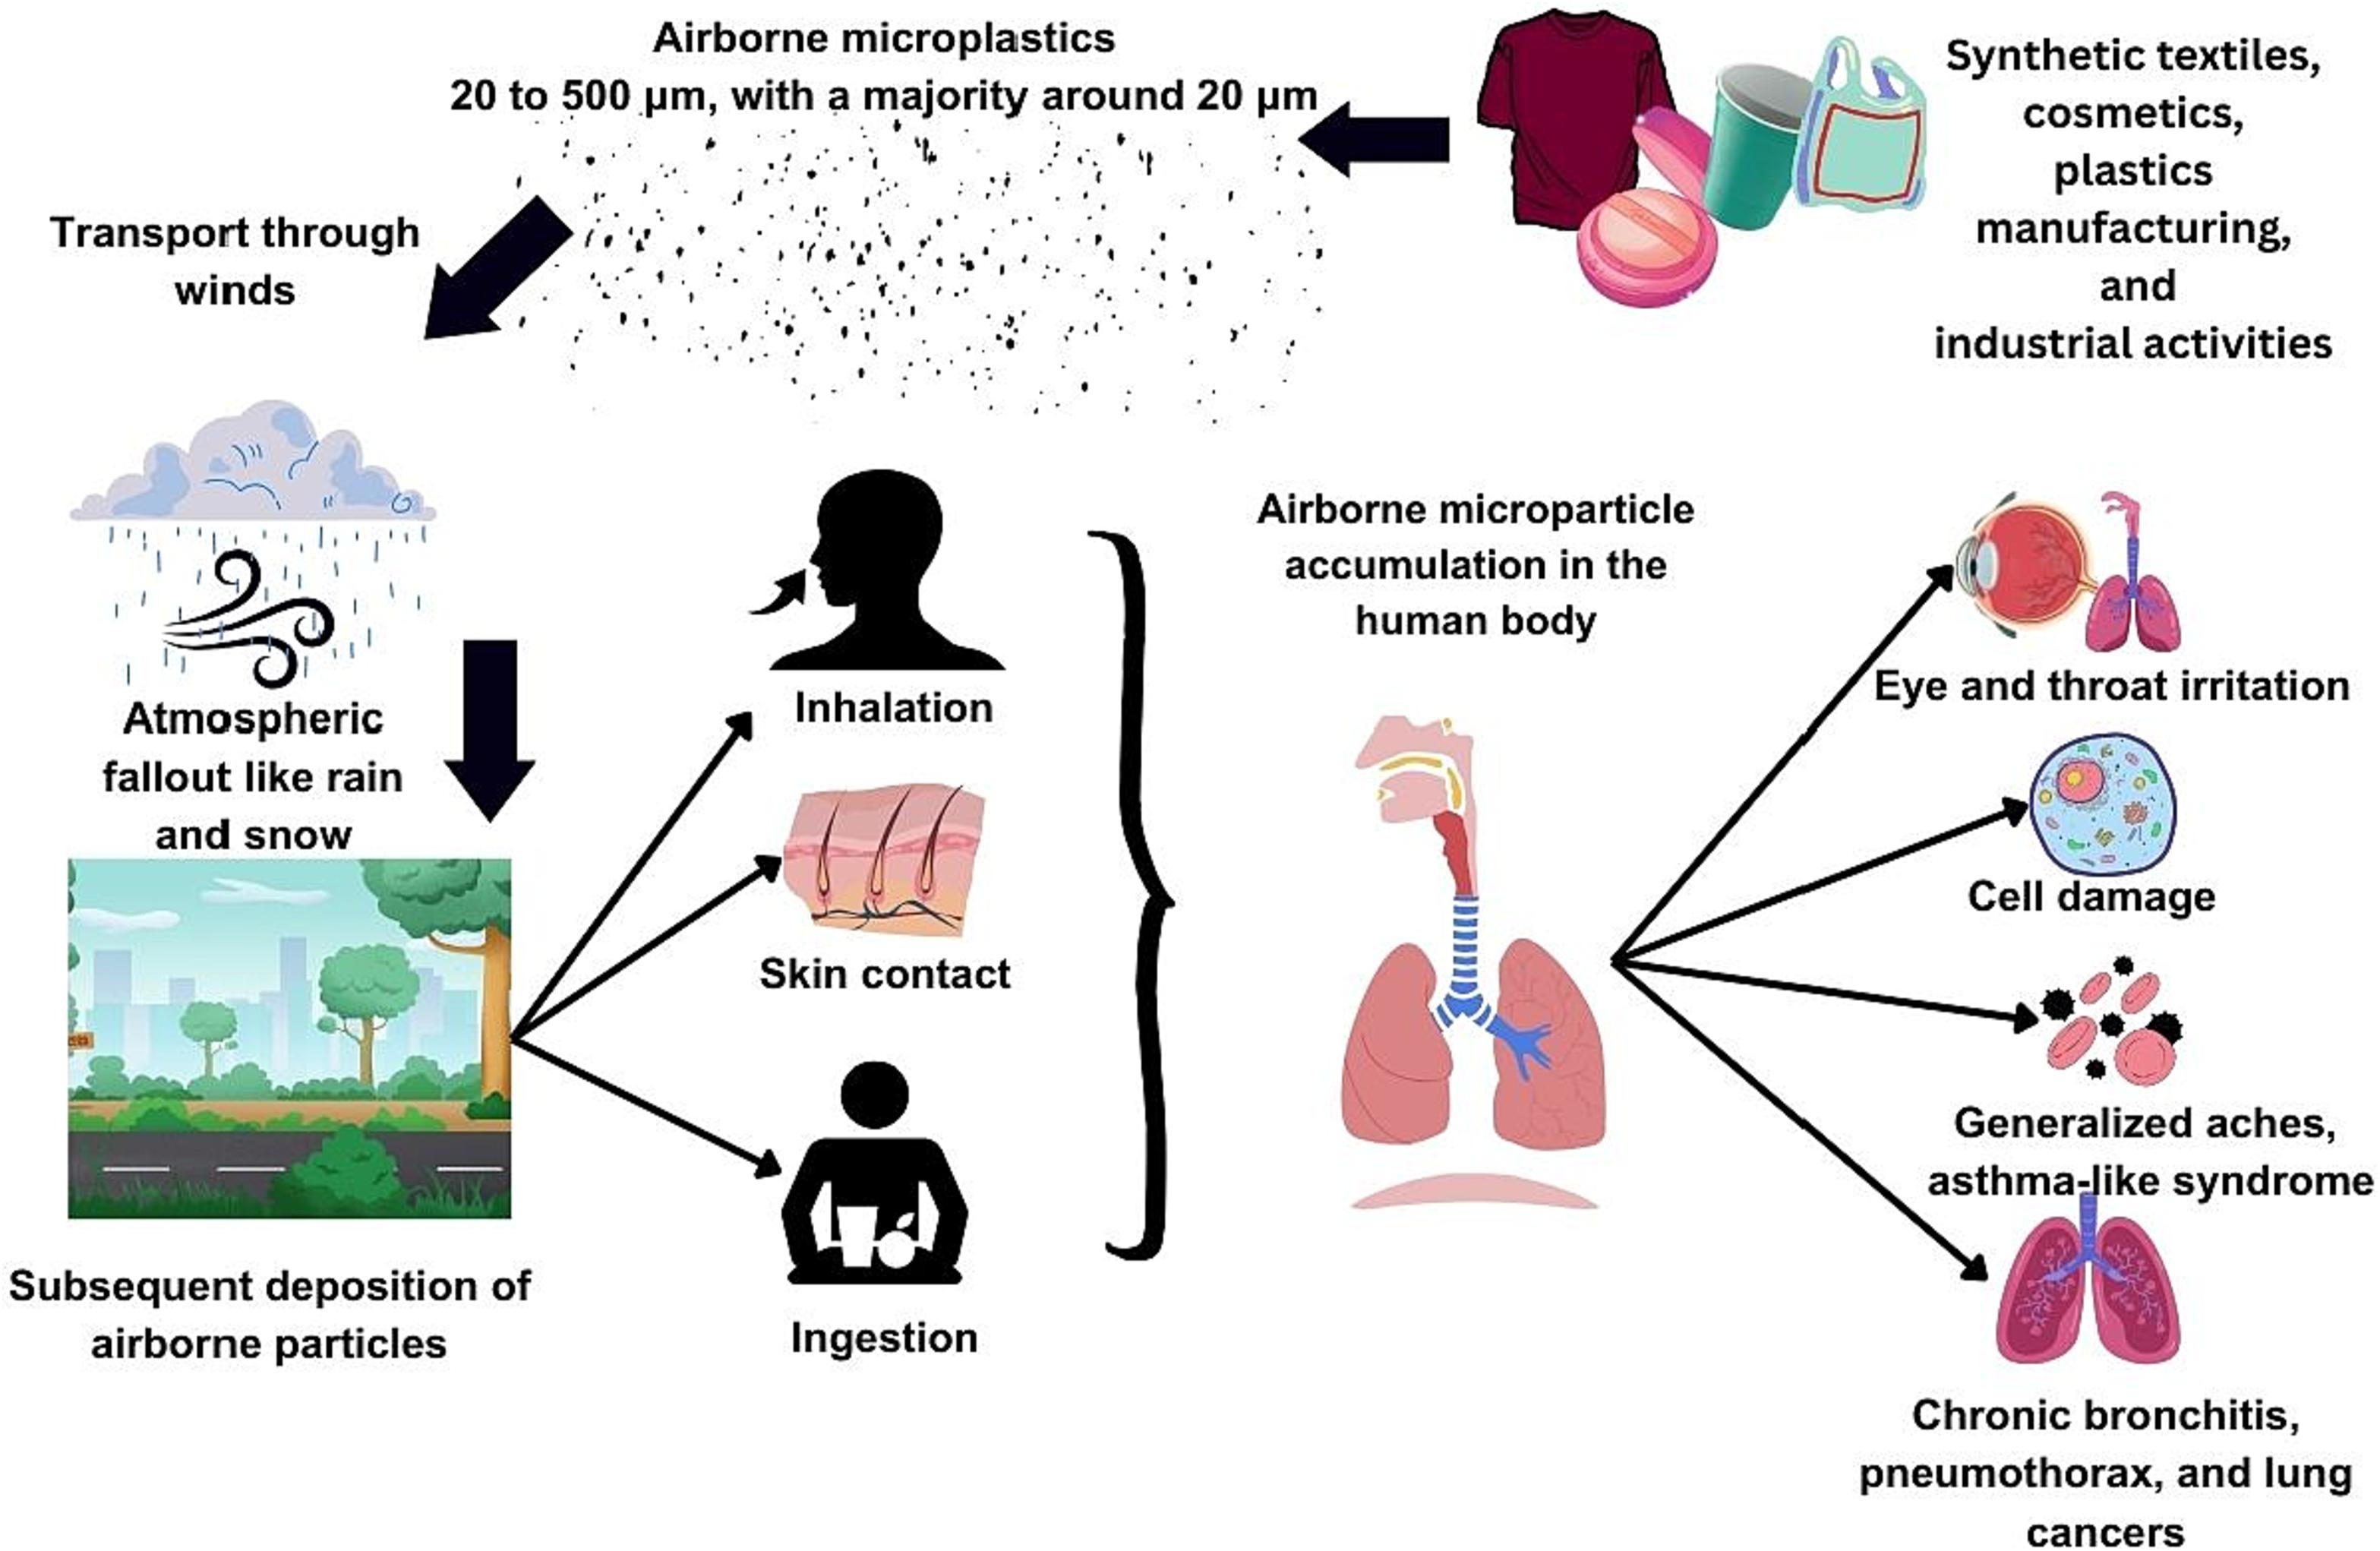 Airborne microplastics
20 to 500 μm, with a majority around 20 μm
Synthetic textiles,
cosmetics,
plastics
manufacturing,
and
industrial activities
Transport through
winds
Atmospheric
fallout like rain
and snow
Subsequent deposition of
airborne particles
Inhalation
Skin contact
Ingestion
Airborne microparticle
accumulation in the
human body
Eye and throat irritation
Cell damage
Generalized aches,
asthma-like syndrome
Chronic bronchitis,
pneumothorax, and lung
cancers